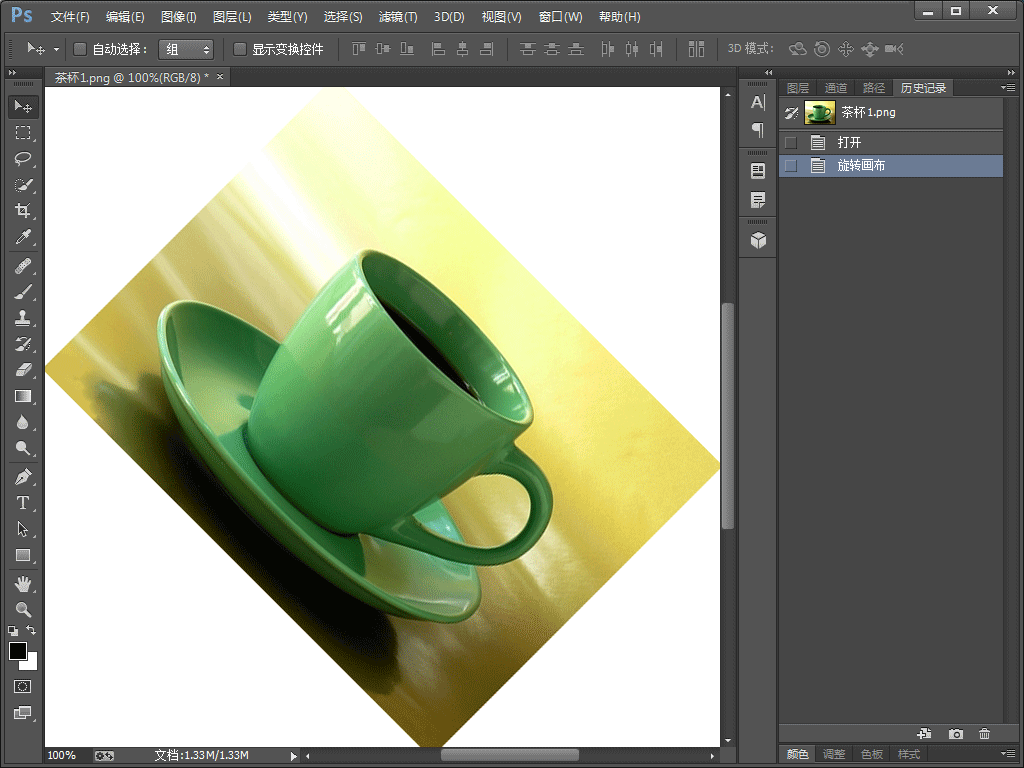 Ps 文件(F) 编辑(E) 图像(I) 图层(L) 类型(Y) 选择(S) 滤镜(T) 3D(D) 视图(V) 窗口(W) 帮助(H)
自动选择： 组 显示变换控件 3D 模式：
茶杯1.png @ 100%(RGB/8) * ×
图层 通道 路径 历史记录
茶杯1.png
打开
旋转画布
A
T
100% 文档:1.33M/1.33M
颜色 调整 色板 样式